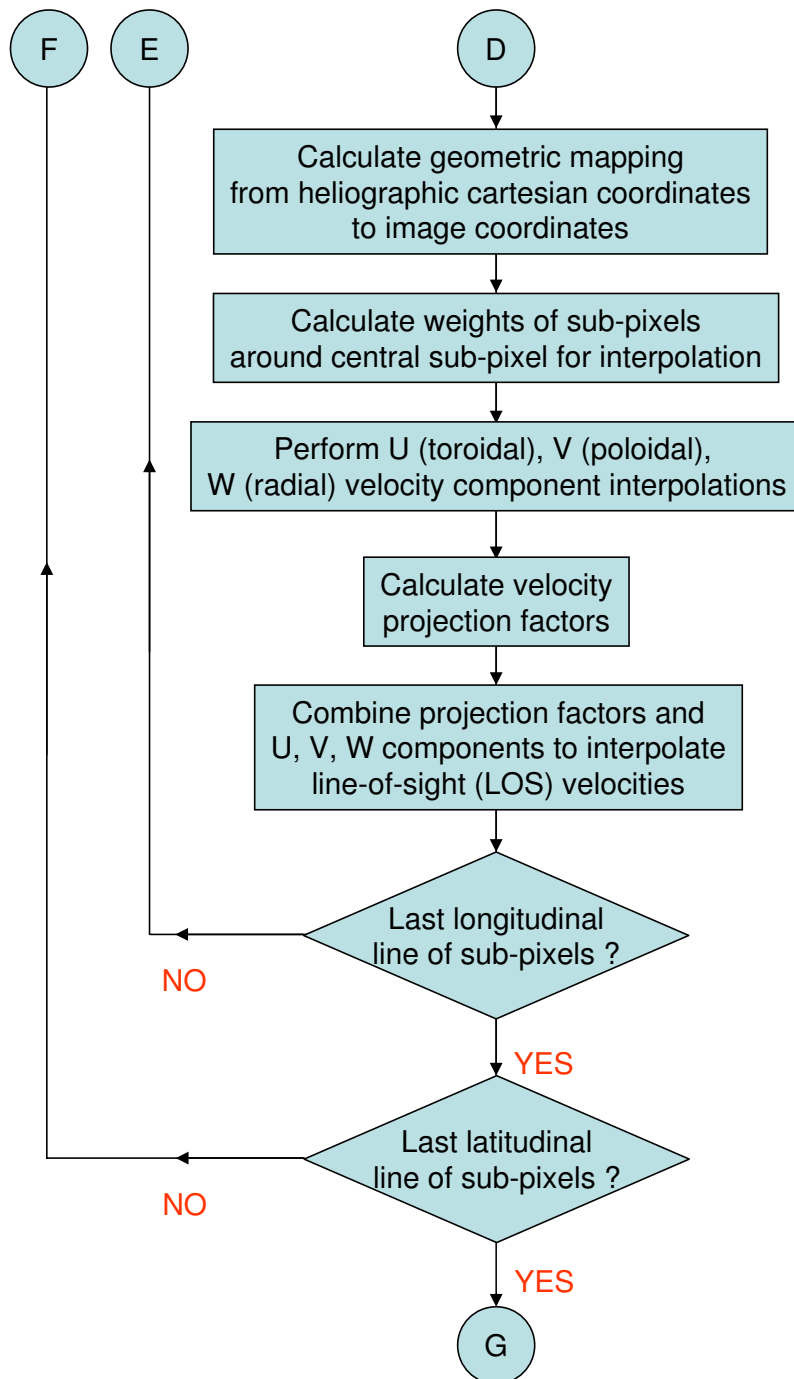 F
E
D
Calculate geometric mapping
from heliographic cartesian coordinates
to image coordinates
Calculate weights of sub-pixels
around central sub-pixel for interpolation
Perform U (toroidal), V (poloidal),
W (radial) velocity component interpolations
Calculate velocity
projection factors
Combine projection factors and
U, V, W components to interpolate
line-of-sight (LOS) velocities
Last longitudinal
line of sub-pixels ?
NO
YES
Last latitudinal
line of sub-pixels ?
NO
YES
G